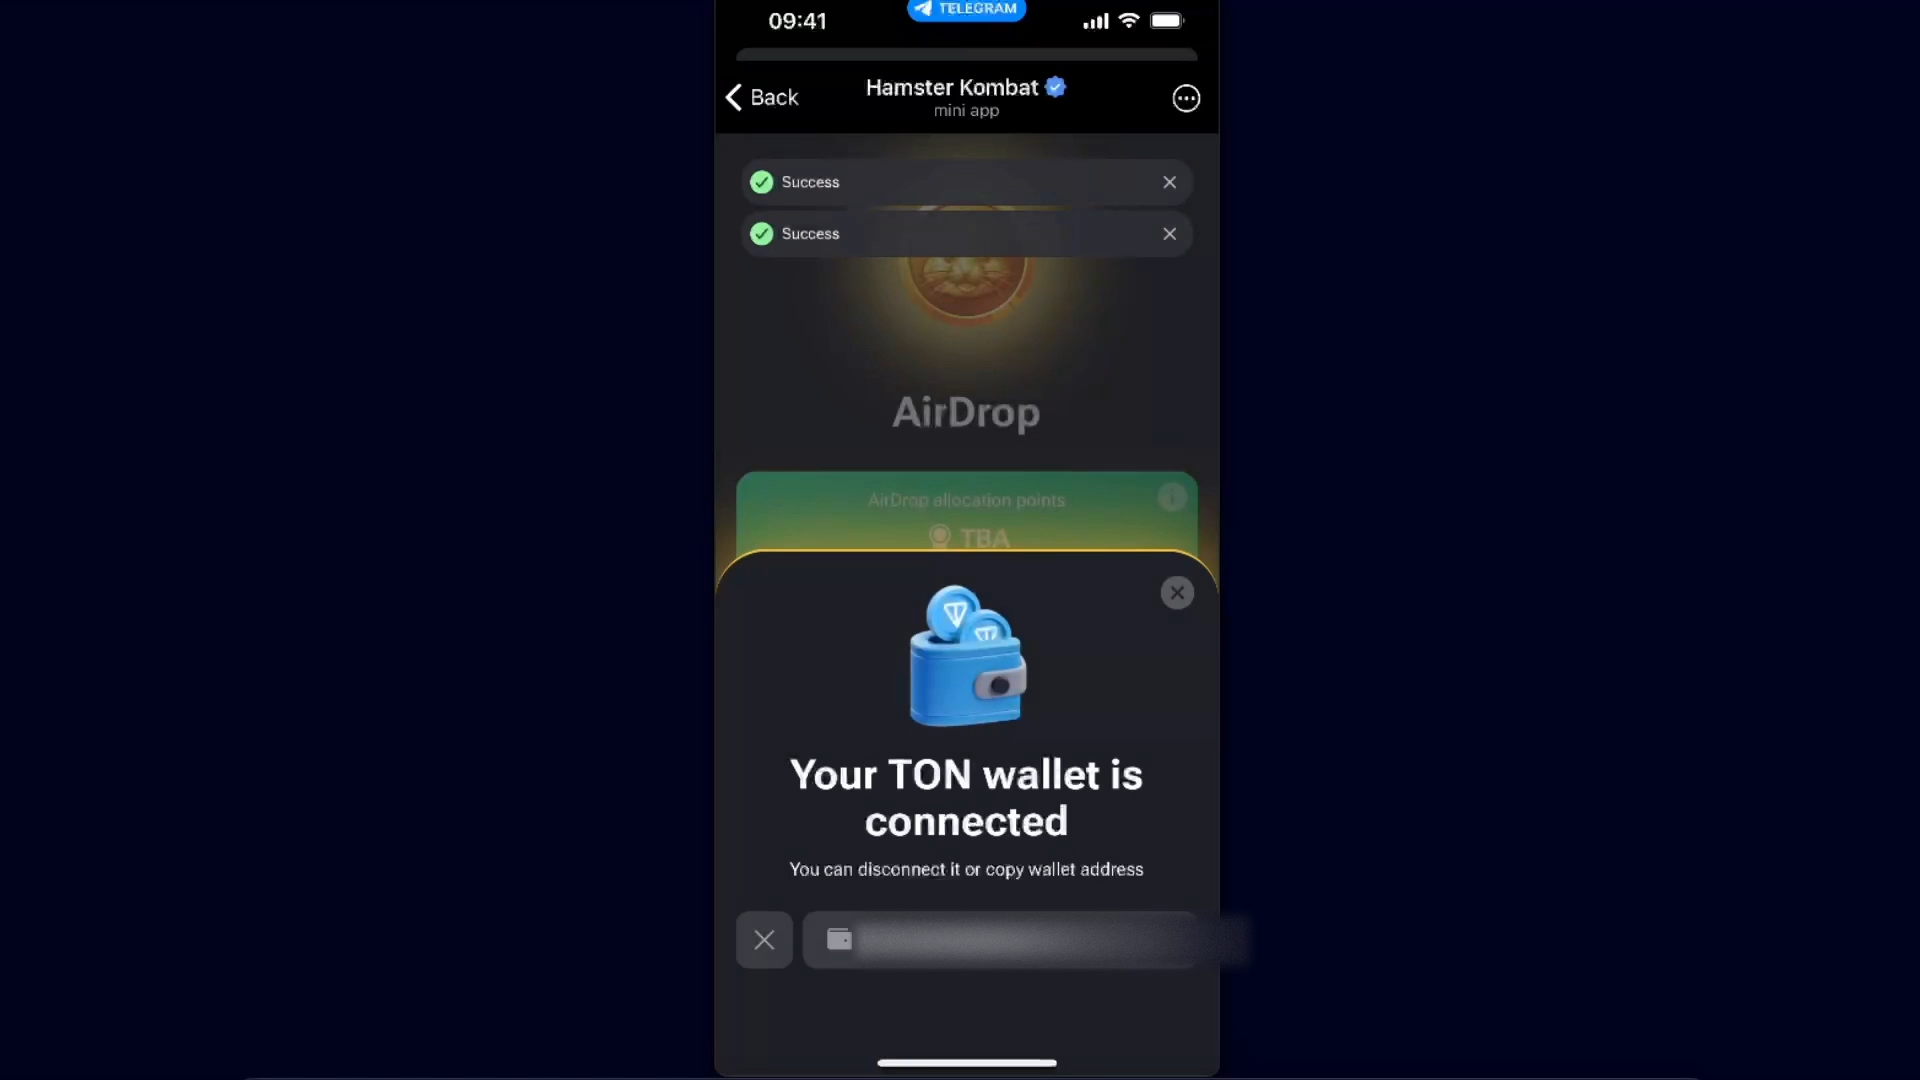 09:41
TELEGRAM
Back
Hamster Kombat
mini app
Success
Success
AirDrop
AirDrop allocation points
TBA
Your TON wallet is
connected
You can disconnect it or copy wallet address